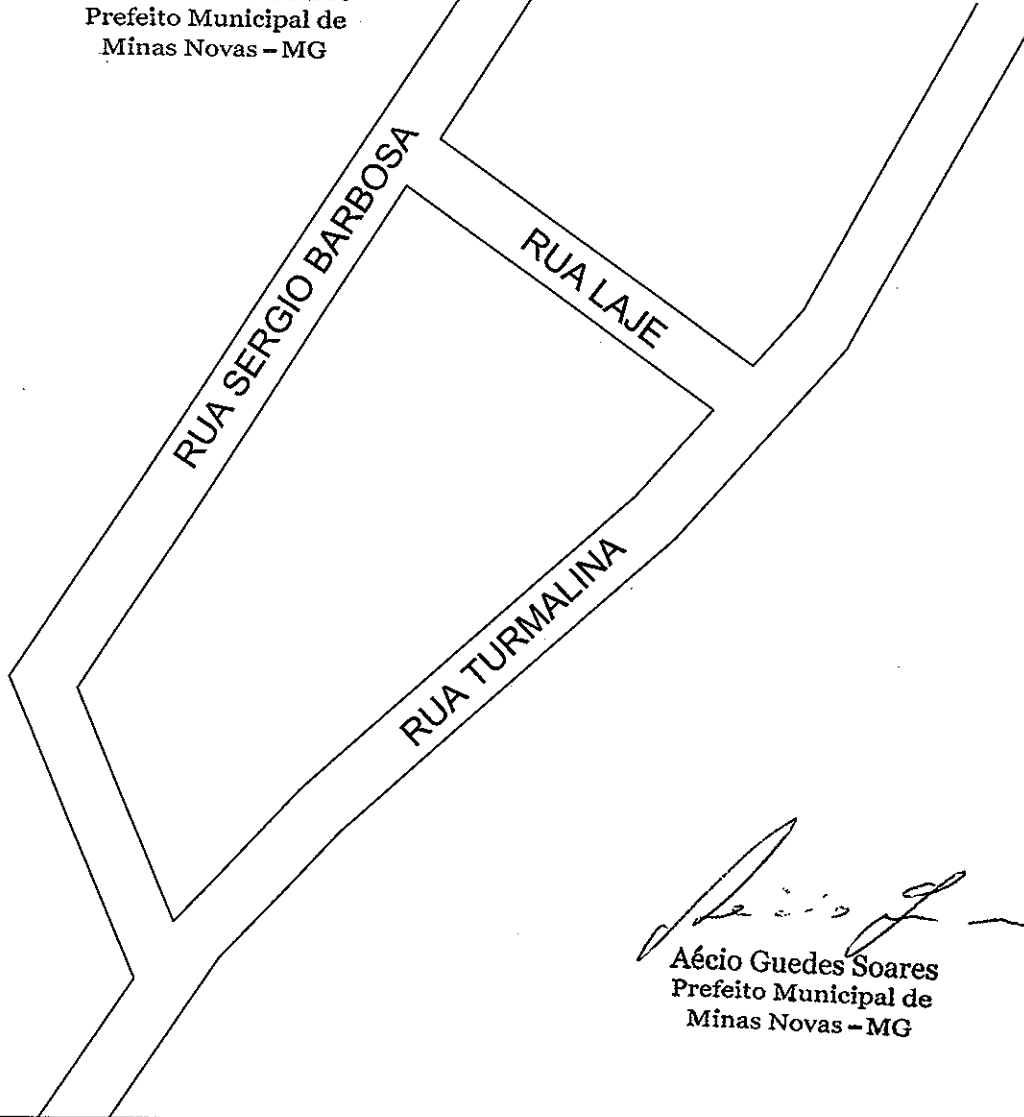 Prefeito Municipal de
Minas Novas – MG
RUA SERGIO BARBOSA
RUA LAJE
RUA TURMALINA
Aécio Guedes Soares
Prefeito Municipal de
Minas Novas – MG